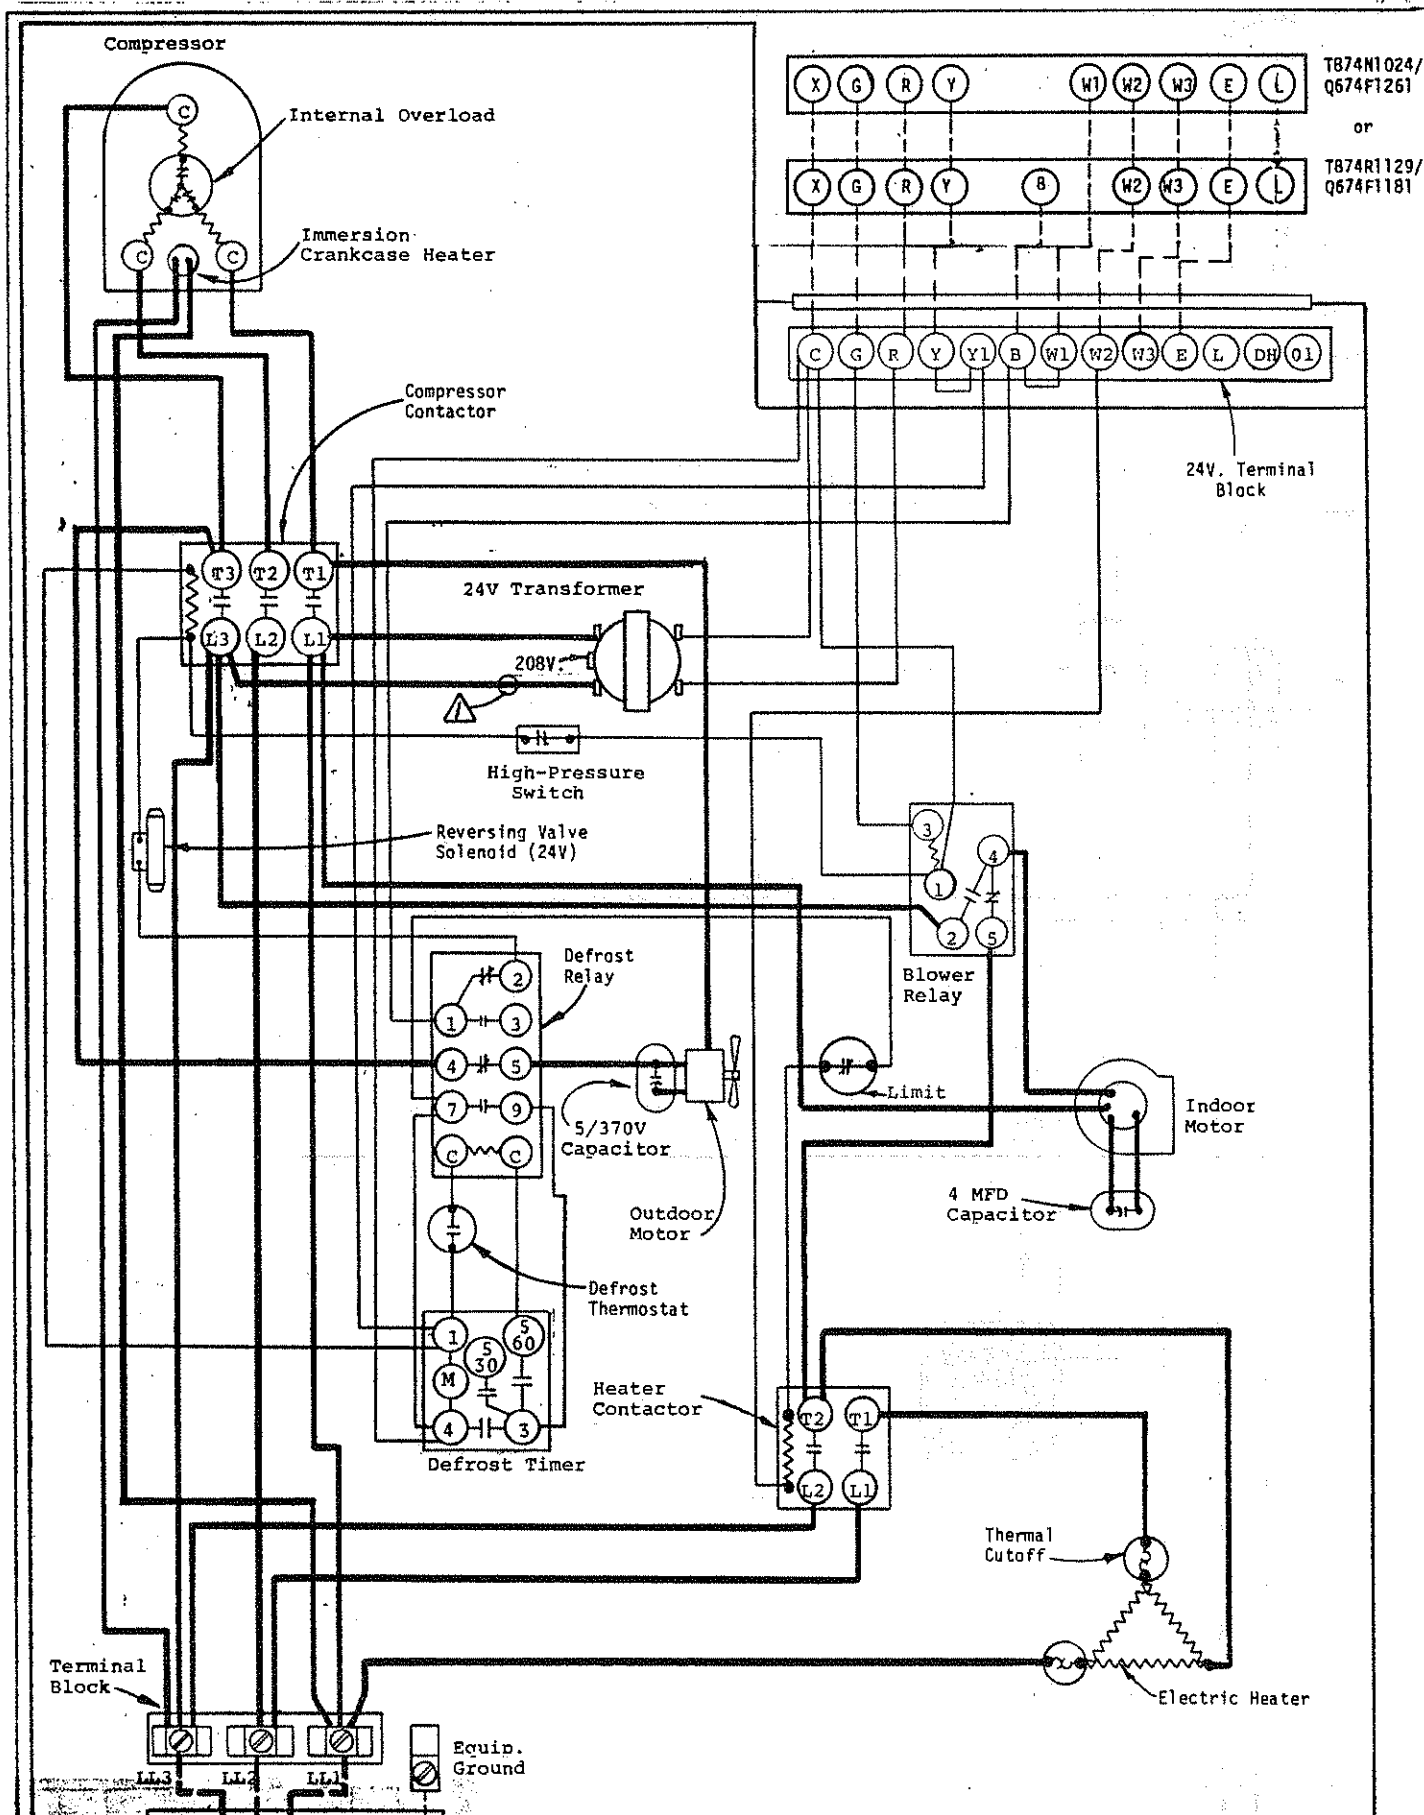 Compressor
C
Internal Overload
C
C
Immersion
Crankcase Heater
X G R Y W1 W2 W3 E L
T874N1024/
Q674F1261
or
X G R Y B W2 W3 E L
T874R1129/
Q674F1181
C G R Y Y1 B W1 W2 W3 E L DH 01
24V. Terminal
Block
Compressor
Contactor
T3 T2 T1
L3 L2 L1
24V Transformer
208V.
1
High-Pressure
Switch
Reversing Valve
Solenoid (24V)
3
4
1
2
5
Blower
Relay
Defrost
Relay
2
1 3
4 5
7 9
C C
5/370V
Capacitor
Outdoor
Motor
Limit
Indoor
Motor
4 MFD
Capacitor
Defrost
Thermostat
1
S
30
S
60
M
4 3
Defrost Timer
Heater
Contactor
T2 T1
L2 L1
Thermal
Cutoff
Electric Heater
Terminal
Block
LL3 LL2 LL1
Equip.
Ground